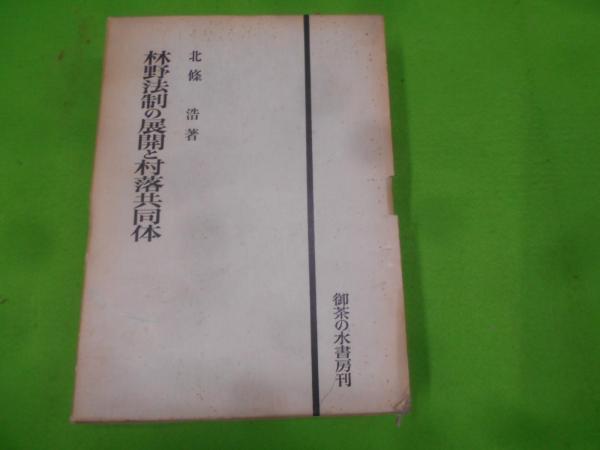 林野法制の展開と村落共同体
北條 浩 著
御茶の水書房刊